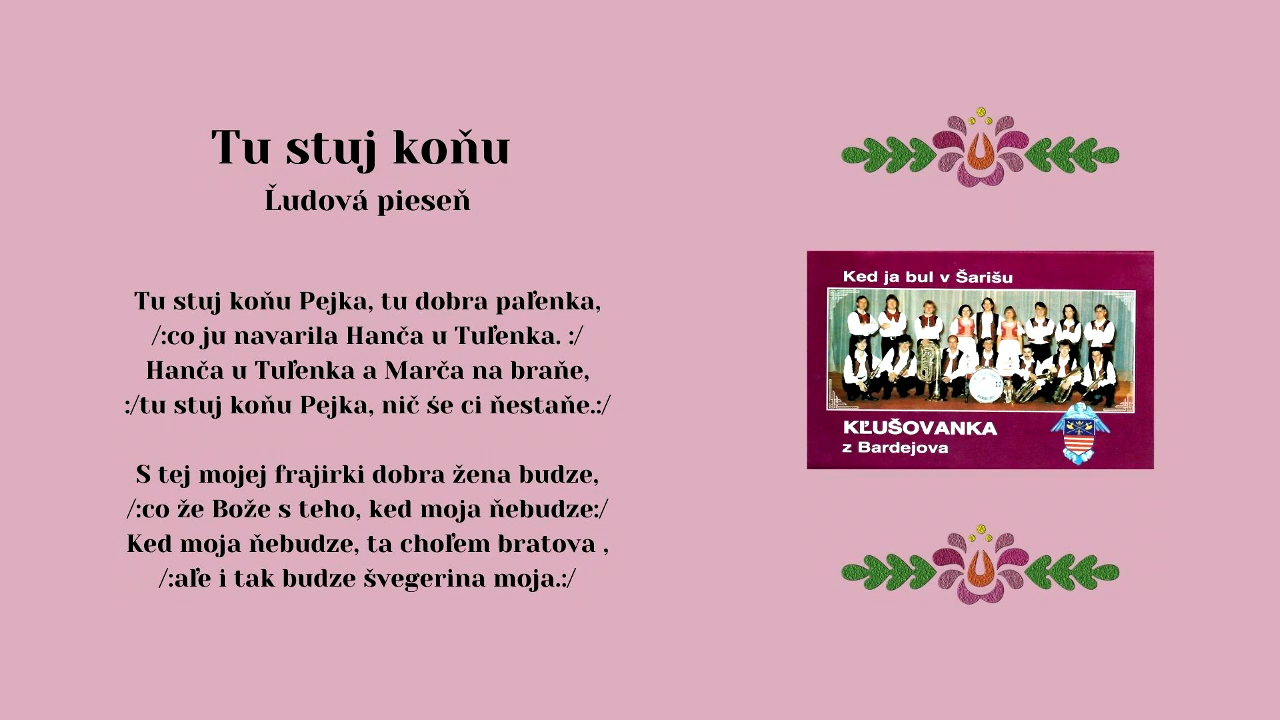 Tu stuj koňu
Ľudová pieseň
Tu stuj koňu Pejka, tu dobra paľenka,
/:co ju navarila Hanča u Tuľenka. :/
Hanča u Tuľenka a Marča na braňe,
:/tu stuj koňu Pejka, nič śe ci ňestaňe.:/
S tej mojej frajirki dobra žena budze,
/:co že Bože s teho, ked moja ňebudze:/
Ked moja ňebudze, ta choľem bratova ,
/:aľe i tak budze švegerina moja.:/
Ked ja bul v Šarišu
KĽUŠOVANKA
z Bardejova